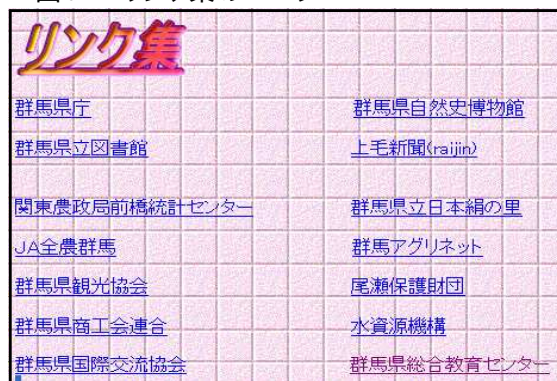 リンク集
群馬県庁
群馬県自然史博物館
群馬県立図書館
上毛新聞(raijin)
関東農政局前橋統計センター
群馬県立日本絹の里
JA全農群馬
群馬アグリネット
群馬県観光協会
尾瀬保護財団
群馬県商工会連合
水資源機構
群馬県国際交流協会
群馬県総合教育センター